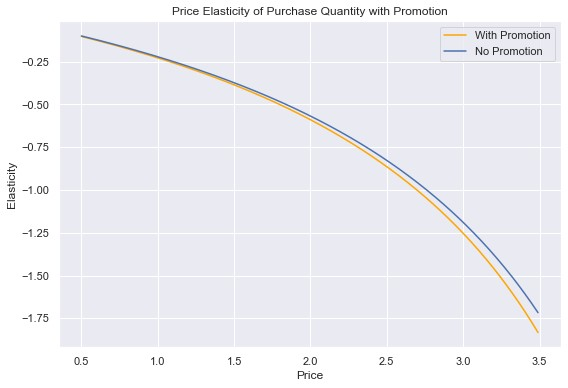 Price Elasticity of Purchase Quantity with Promotion
With Promotion
No Promotion
−0.25
−0.50
−0.75
−1.00
−1.25
−1.50
−1.75
Elasticity
0.5 1.0 1.5 2.0 2.5 3.0 3.5
Price